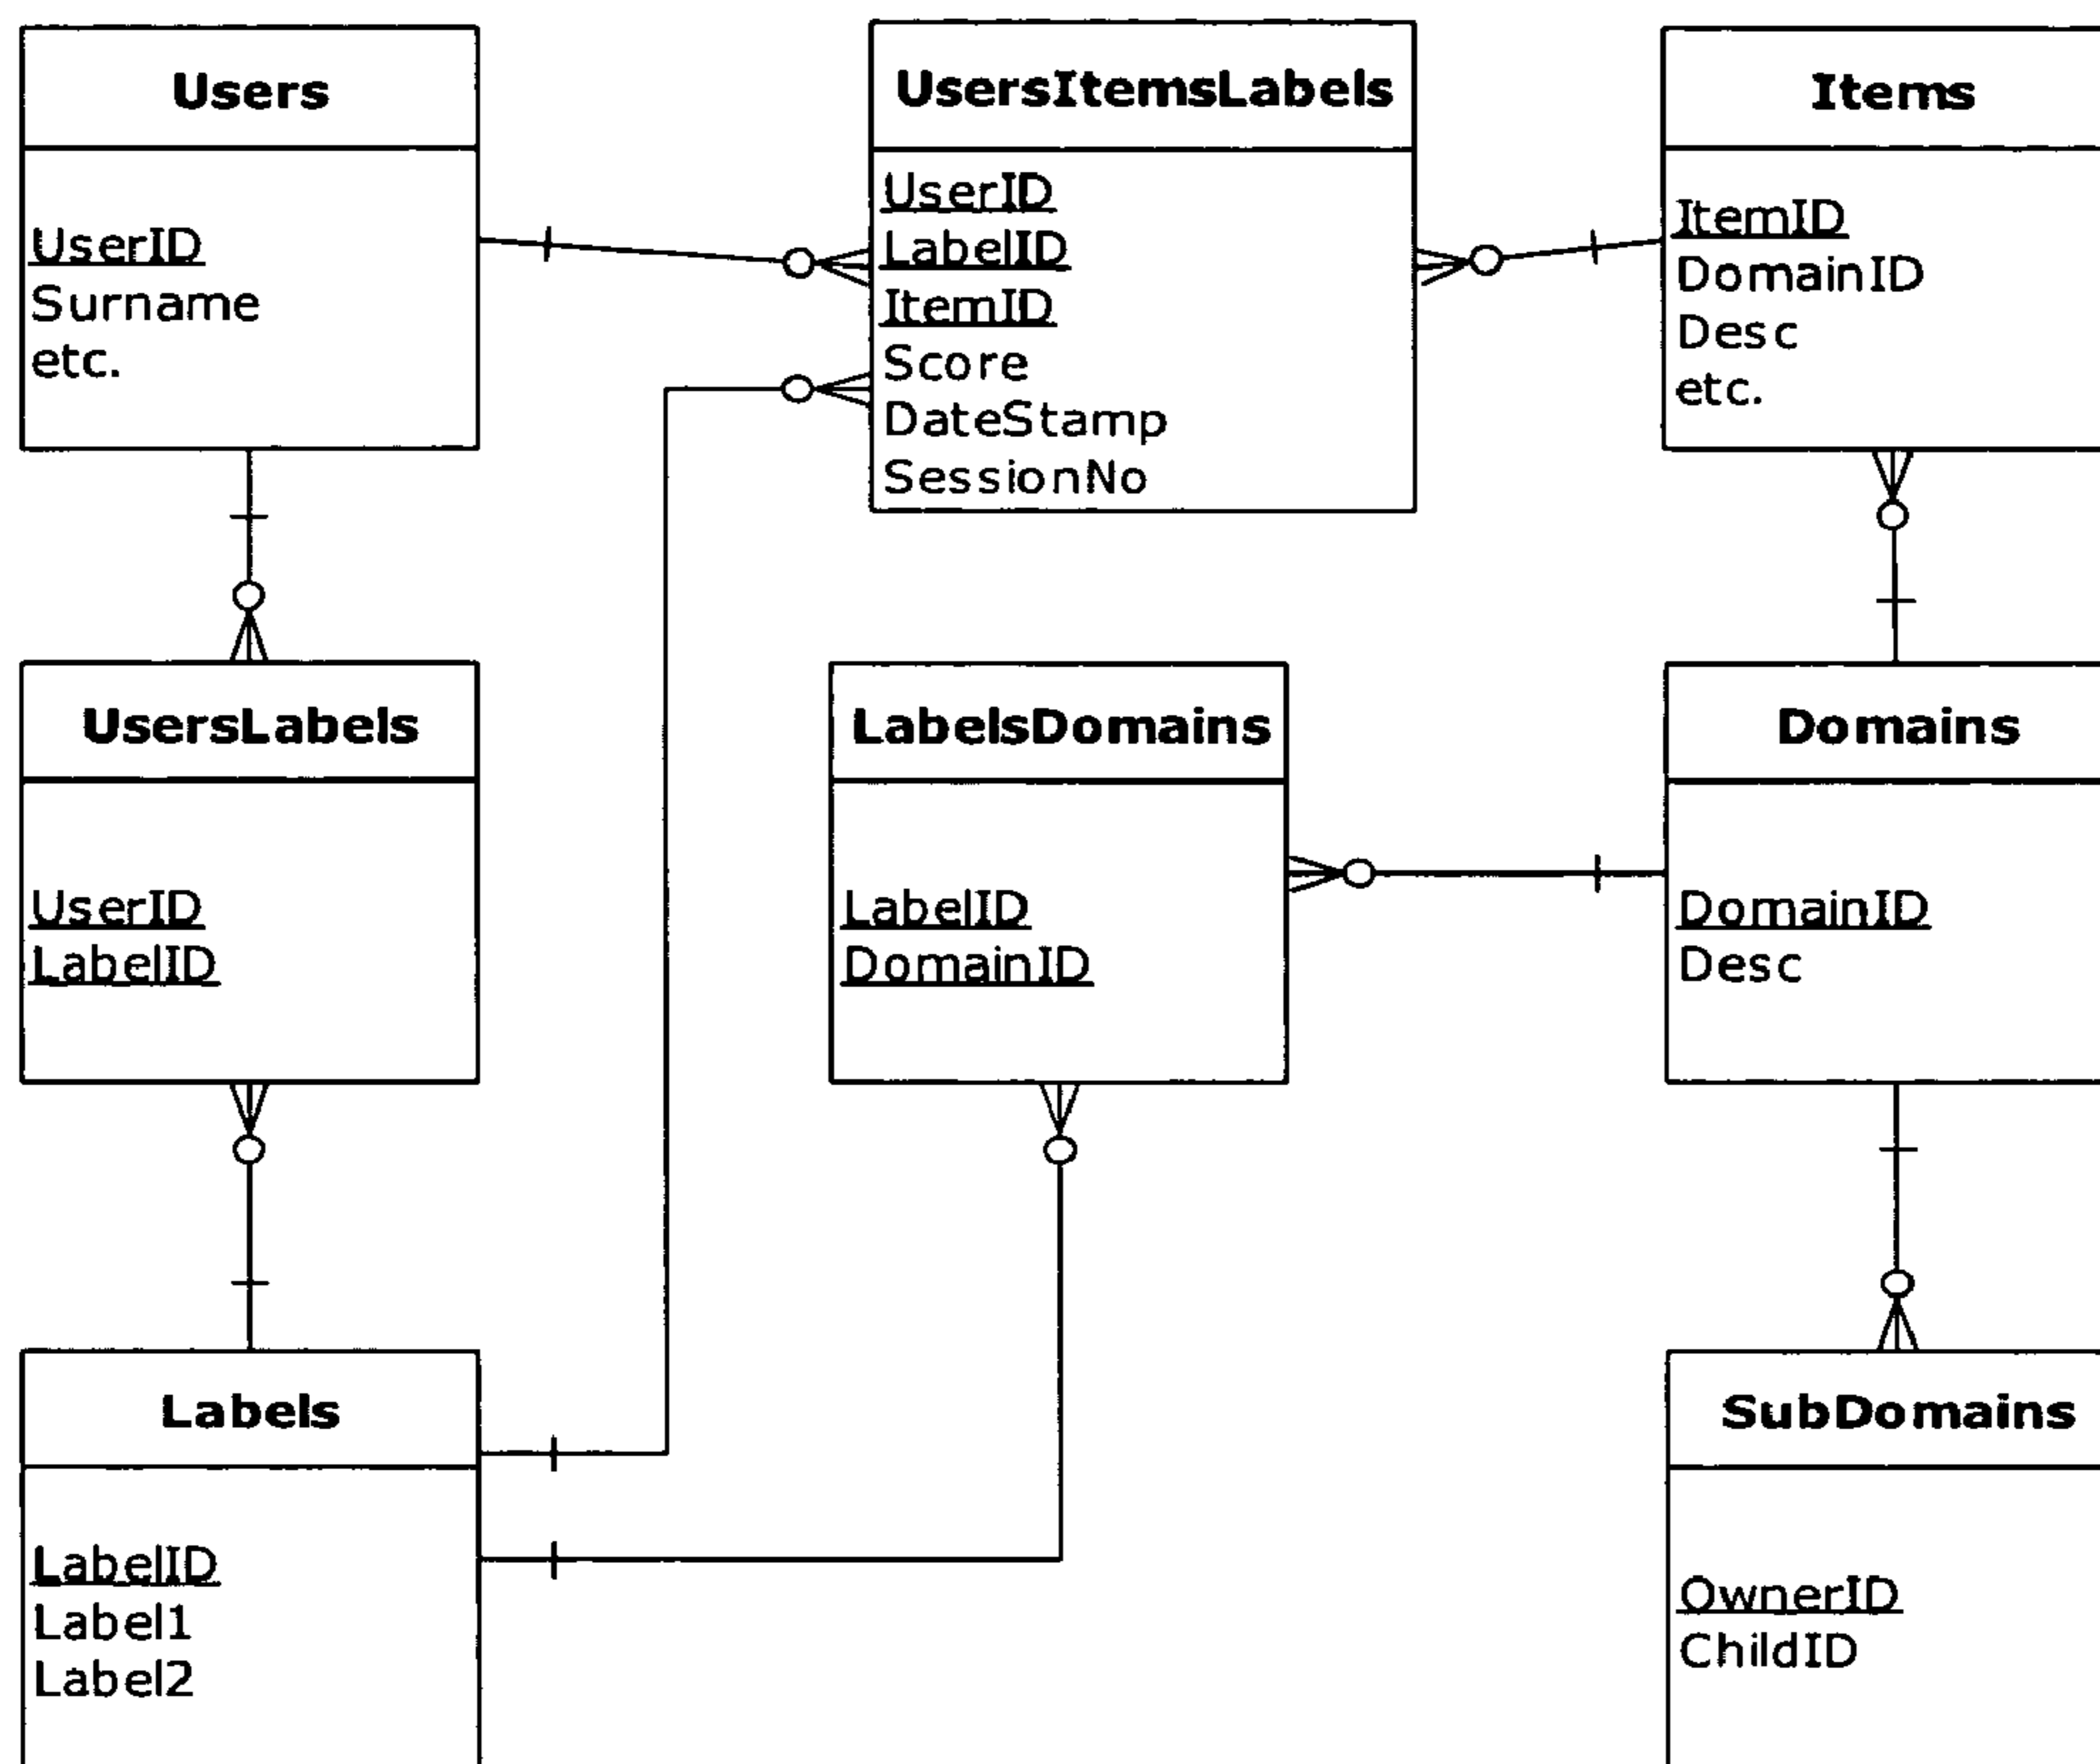 Users
UserID
Surname
etc.
UsersItemsLabels
UserID
LabelID
ItemID
Score
DateStamp
SessionNo
Items
ItemID
DomainID
Desc
etc.
UsersLabels
UserID
LabelID
LabelsDomains
LabelID
DomainID
Domains
DomainID
Desc
Labels
LabelID
Label1
Label2
SubDomains
OwnerID
ChildID